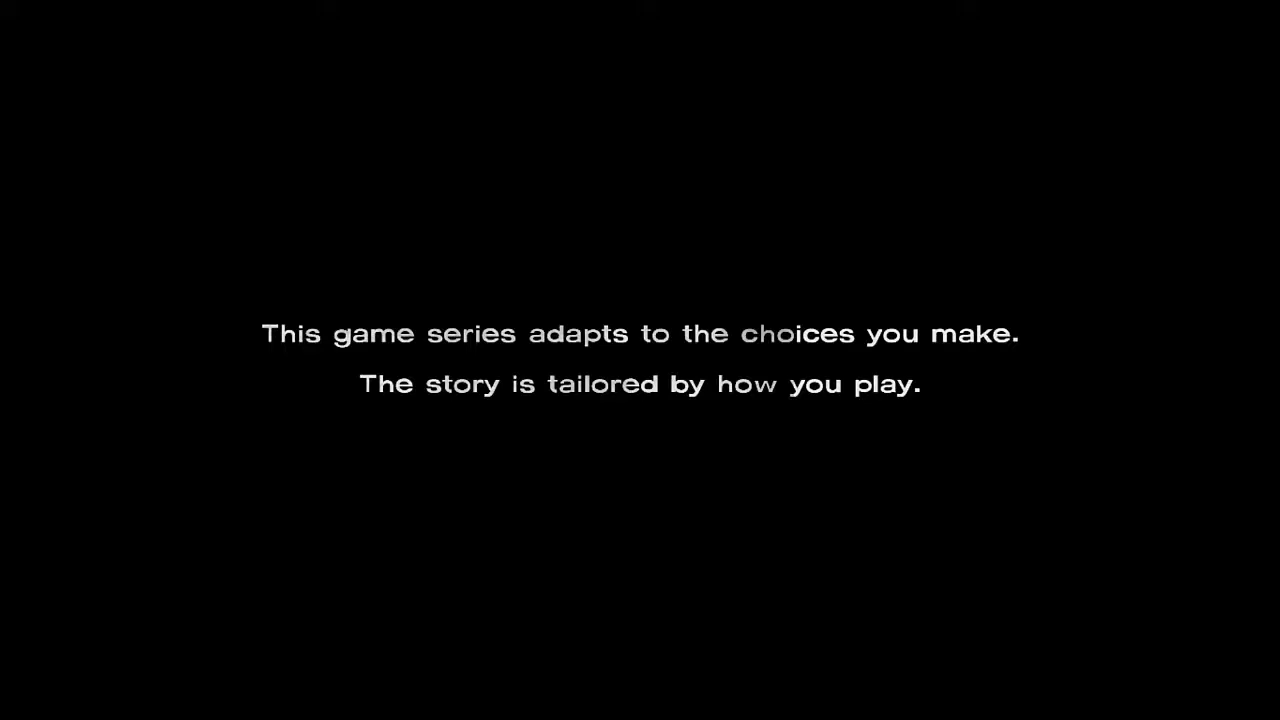 This game series adapts to the choices you make.
The story is tailored by how you play.